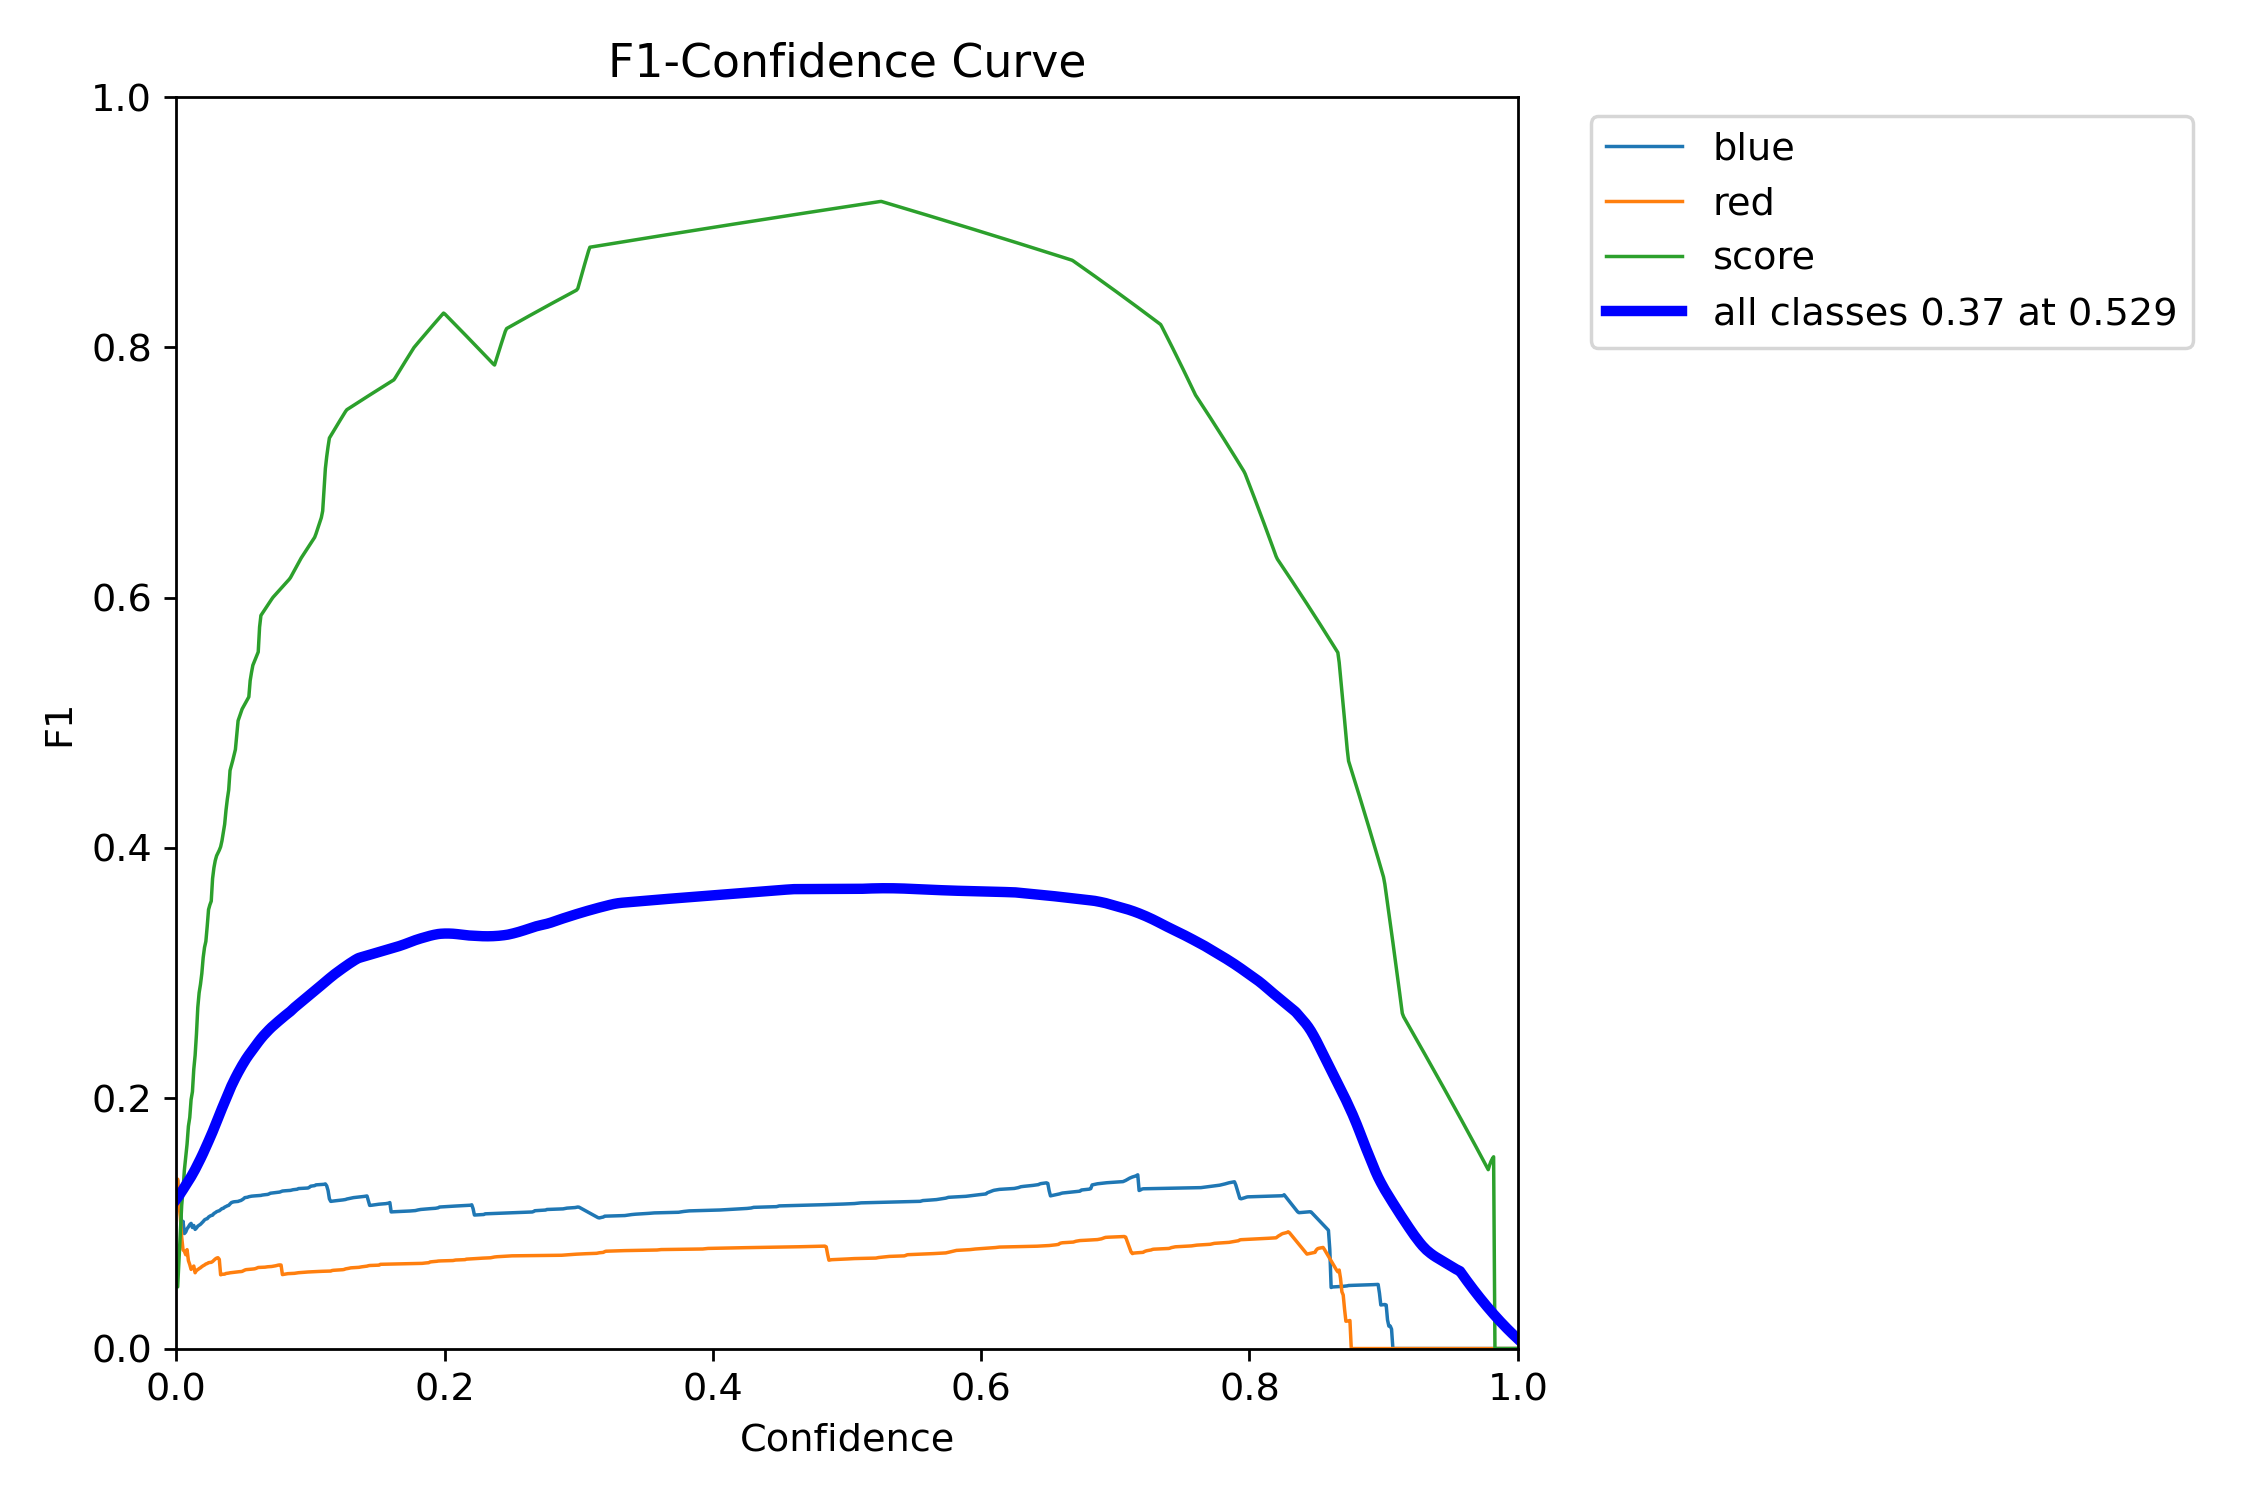 F1-Confidence Curve
1.0
0.8
0.6
0.4
0.2
0.0
F1
0.0 0.2 0.4 0.6 0.8 1.0
Confidence
blue
red
score
all classes 0.37 at 0.529